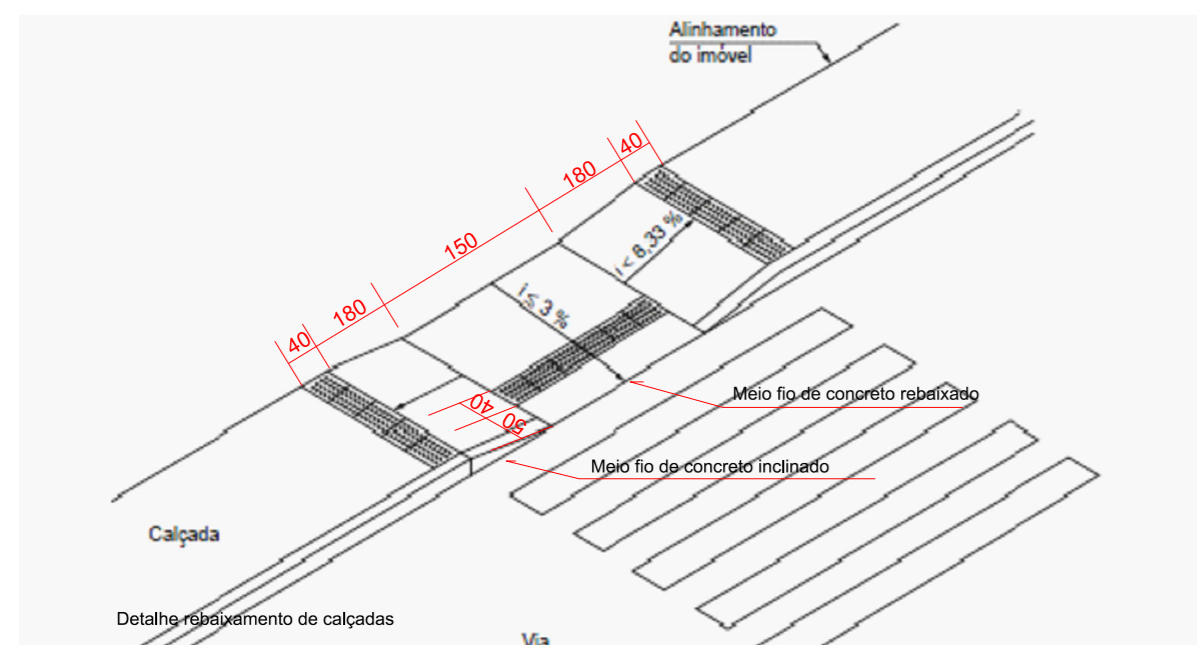 Alinhamento
do imóvel
40
180
150
180
40
i < 8,33 %
i ≤ 3 %
40
50
Meio fio de concreto rebaixado
Meio fio de concreto inclinado
Calçada
Detalhe rebaixamento de calçadas
Via